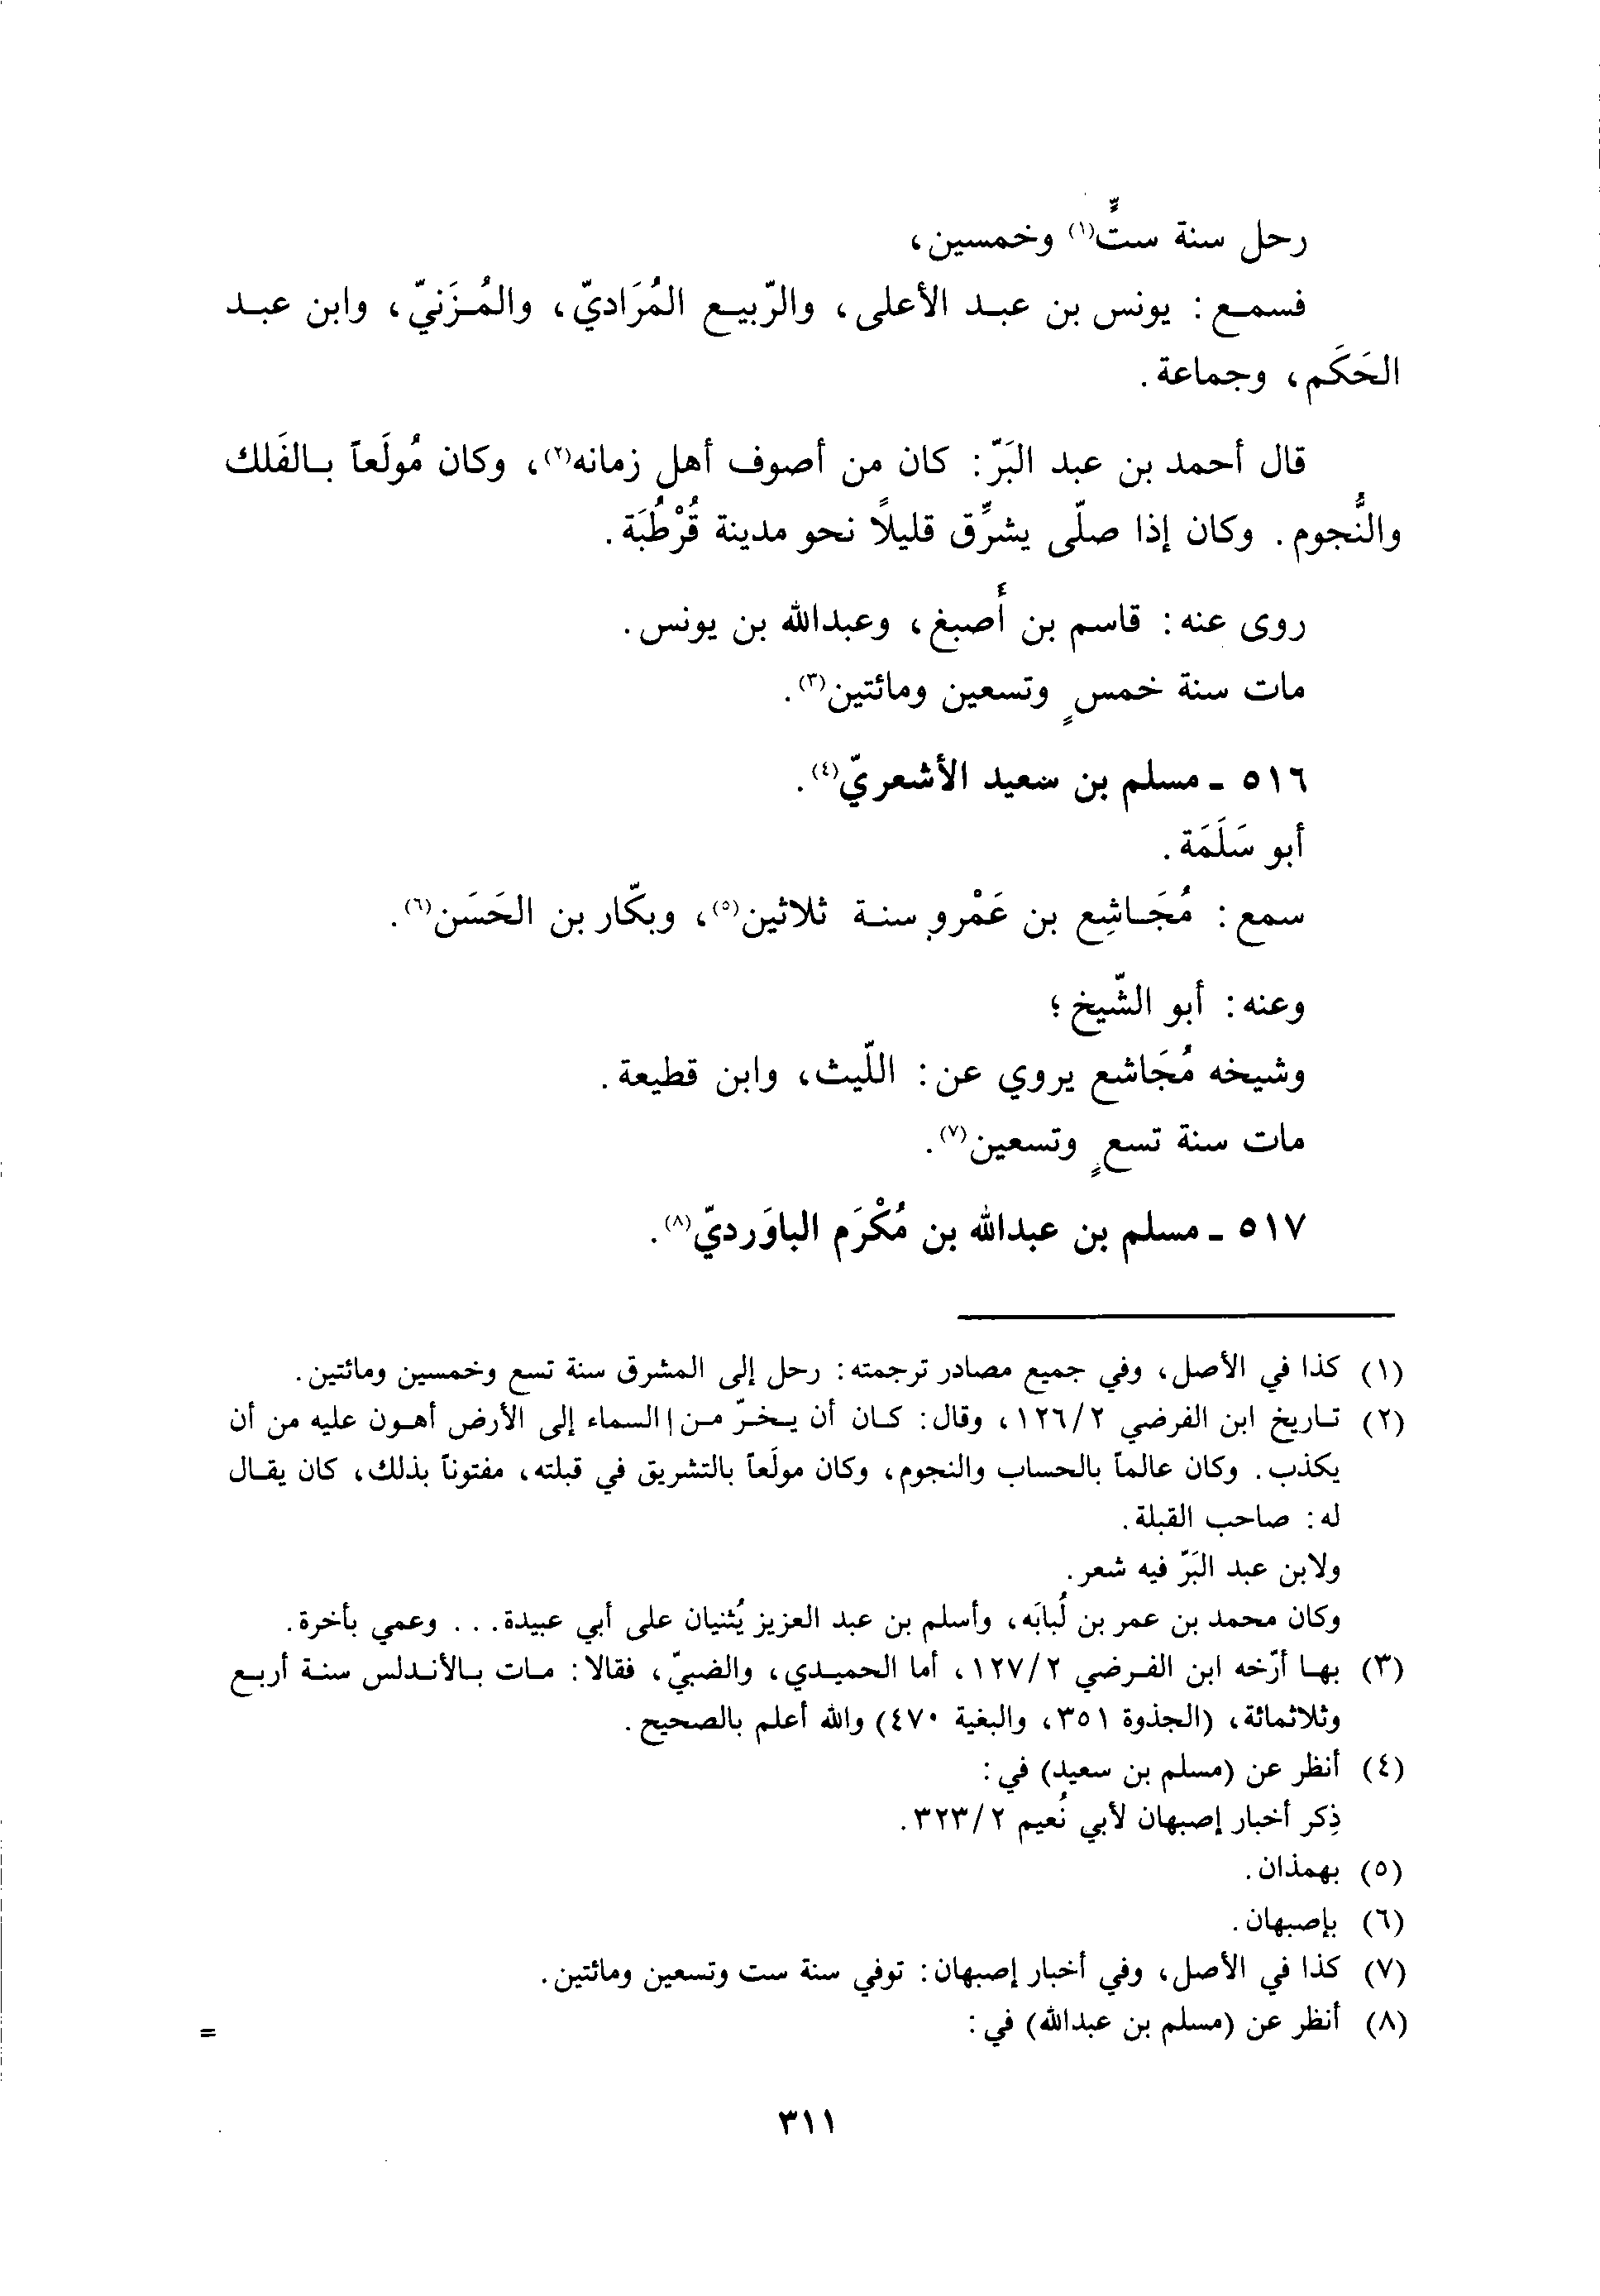 رحل سنة ستٍّ(١) وخمسين،
فسمع: يونس بن عبد الأعلى، والرّبيع المُرَاديّ، والمُزَنيّ، وابن عبد
الحَكَم، وجماعة.
قال أحمد بن عبد البَرّ: كان من أصوف أهل زمانه(٢)، وكان مُولَعاً بالفَلك
والنُّجوم. وكان إذا صلّى يشرِّق قليلاً نحو مدينة قُرْطُبَة.
روى عنه: قاسم بن أصبغ، وعبدالله بن يونس.
مات سنة خمسٍ وتسعين ومائتين(٣).
٥١٦ - مسلم بن سعيد الأشعريّ(٤).
أبو سَلَمَة.
سمع: مُجَاشِع بن عَمْرو سنة ثلاثين(٥)، وبكّار بن الحَسَن(٦).
وعنه: أبو الشّيخ؛
وشيخه مُجَاشع يروي عن: اللّيث، وابن قطيعة.
مات سنة تسعٍ وتسعين(٧).
٥١٧ - مسلم بن عبدالله بن مُكْرَم الباوَرديّ(٨).
(١) كذا في الأصل، وفي جميع مصادر ترجمته: رحل إلى المشرق سنة تسع وخمسين ومائتين.
(٢) تاريخ ابن الفرضي ١٢٦/٢، وقال: كان أن يخرّ من السماء إلى الأرض أهون عليه من أن
يكذب. وكان عالماً بالحساب والنجوم، وكان مولَعاً بالتشريق في قبلته، مفتوناً بذلك، كان يقال
له: صاحب القبلة.
ولابن عبد البَرّ فيه شعر.
وكان محمد بن عمر بن لُبابَه، وأسلم بن عبد العزيز يُثنيان على أبي عبيدة... وعمي بأخرة.
(٣) بها أرّخه ابن الفرضي ١٢٧/٢، أما الحميدي، والضبيّ، فقالا: مات بالأندلس سنة أربع
وثلاثمائة، (الجذوة ٣٥١، والبغية ٤٧٠) والله أعلم بالصحيح.
(٤) أنظر عن (مسلم بن سعيد) في:
ذِكر أخبار إصبهان لأبي نُعيم ٣٢٣/٢.
(٥) بهمذان.
(٦) بإصبهان.
(٧) كذا في الأصل، وفي أخبار إصبهان: توفي سنة ست وتسعين ومائتين.
(٨) أنظر عن (مسلم بن عبدالله) في: =
٣١١